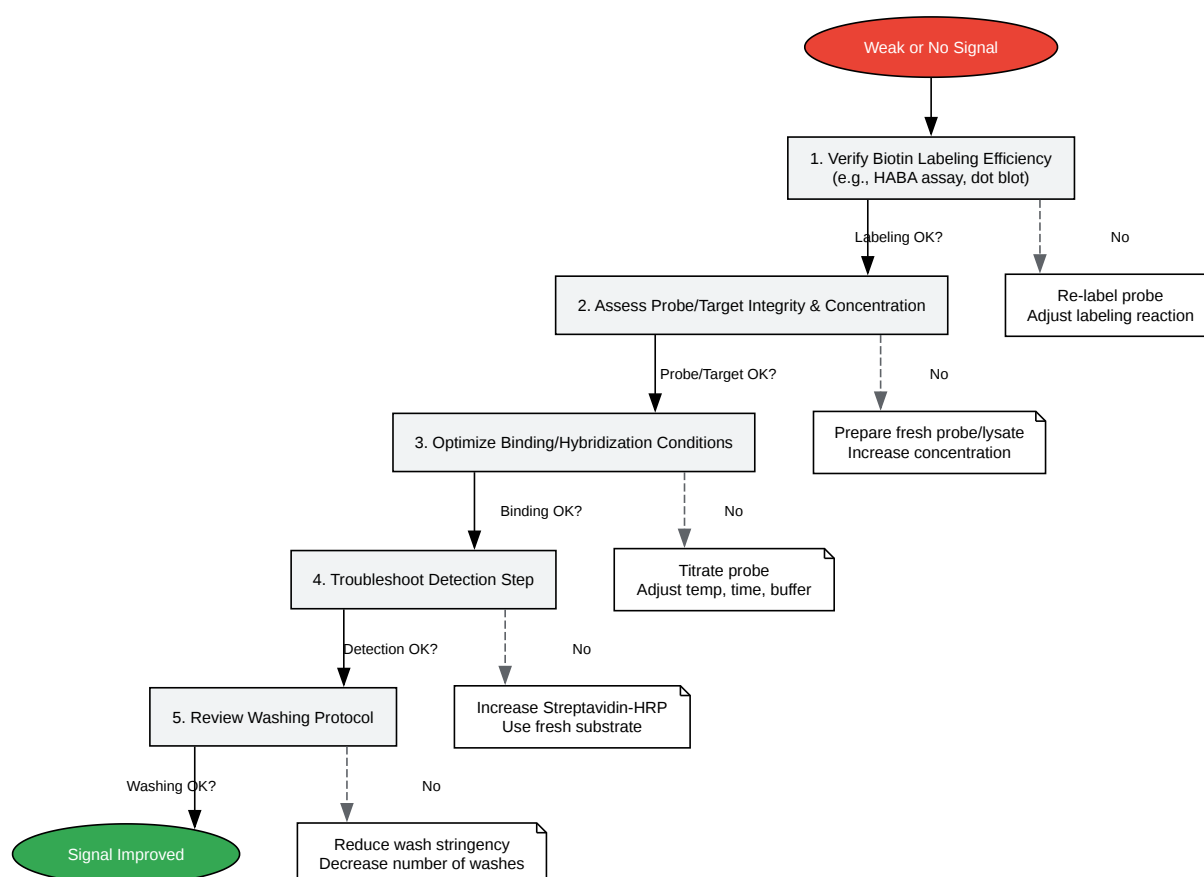 Weak or No Signal
1. Verify Biotin Labeling Efficiency
(e.g., HABA assay, dot blot)
Labeling OK?
No
2. Assess Probe/Target Integrity & Concentration
Re-label probe
Adjust labeling reaction
Probe/Target OK?
No
3. Optimize Binding/Hybridization Conditions
Prepare fresh probe/lysate
Increase concentration
Binding OK?
No
4. Troubleshoot Detection Step
Titrate probe
Adjust temp, time, buffer
Detection OK?
No
5. Review Washing Protocol
Increase Streptavidin-HRP
Use fresh substrate
Washing OK?
No
Signal Improved
Reduce wash stringency
Decrease number of washes